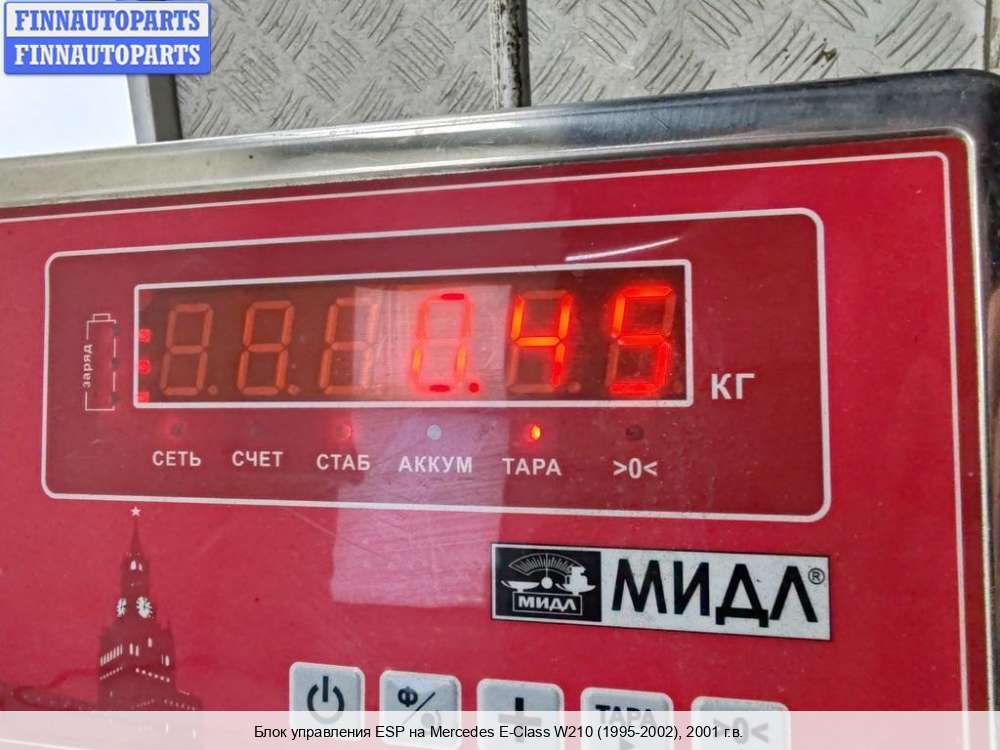 FINNAUTOPARTS
FINNAUTOPARTS
заряд
0.45
КГ
СЕТЬ СЧЕТ СТАБ АККУМ ТАРА >0<
МИДЛ МИДЛ®
Ф ТАРА >0<
Блок управления ESP на Mercedes E-Class W210 (1995-2002), 2001 г.в.